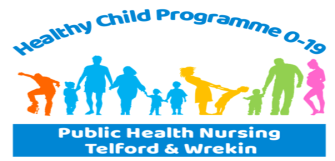 Healthy Child Programme 0-19
Public Health Nursing
Telford & Wrekin